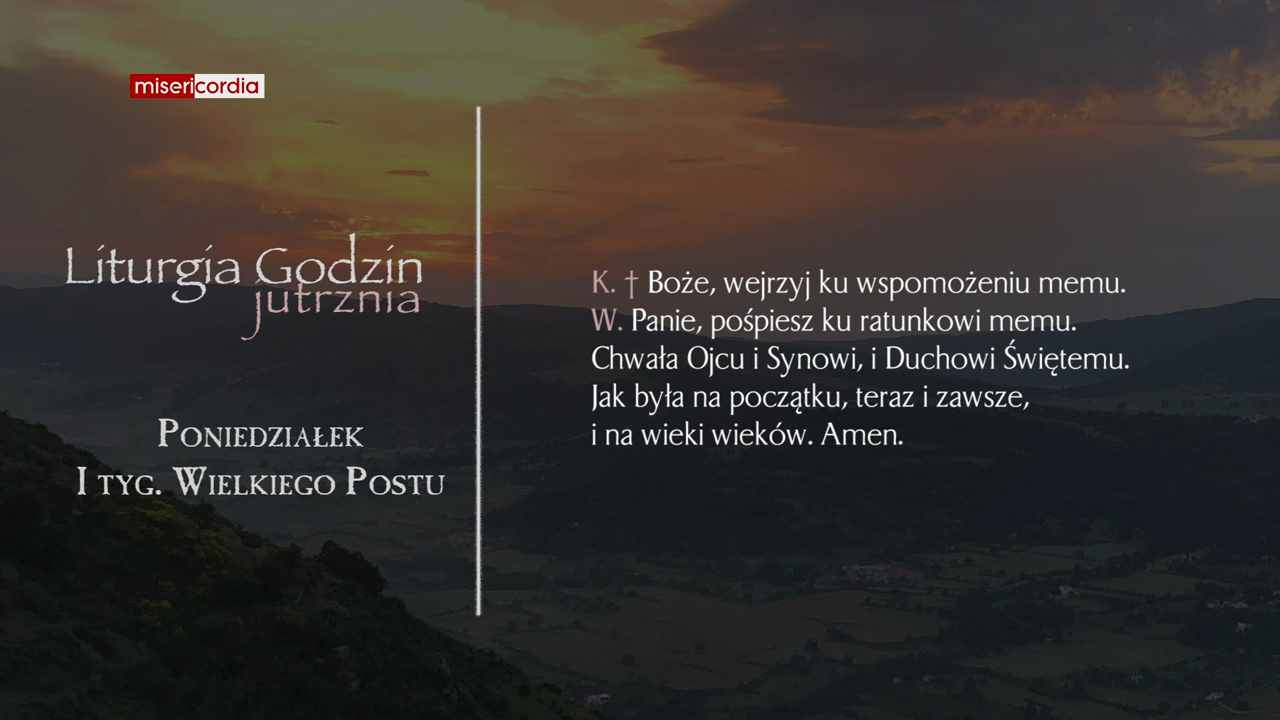 misericordia
Liturgia Godzin
jutrznia
Poniedziałek
I tyg. Wielkiego Postu
K. † Boże, wejrzyj ku wspomożeniu memu.
W. Panie, pośpiesz ku ratunkowi memu.
Chwała Ojcu i Synowi, i Duchowi Świętemu.
Jak była na początku, teraz i zawsze,
i na wieki wieków. Amen.